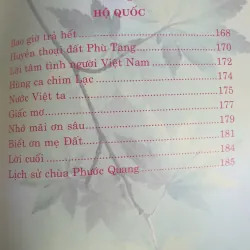 HỘ QUỐC
Bao giờ trả hết ........ 168
Huyền thoại đất Phù Tang ........ 170
Lời tâm tình người Việt Nam ........ 172
Hùng ca chim Lạc ........ 174
Nước Việt ta ........ 175
Giấc mơ ........ 177
Nhớ mãi ơn sâu ........ 179
Biết ơn mẹ Đất ........ 181
Lời cuối ........ 184
Lịch sử chùa Phước Quang ........ 185